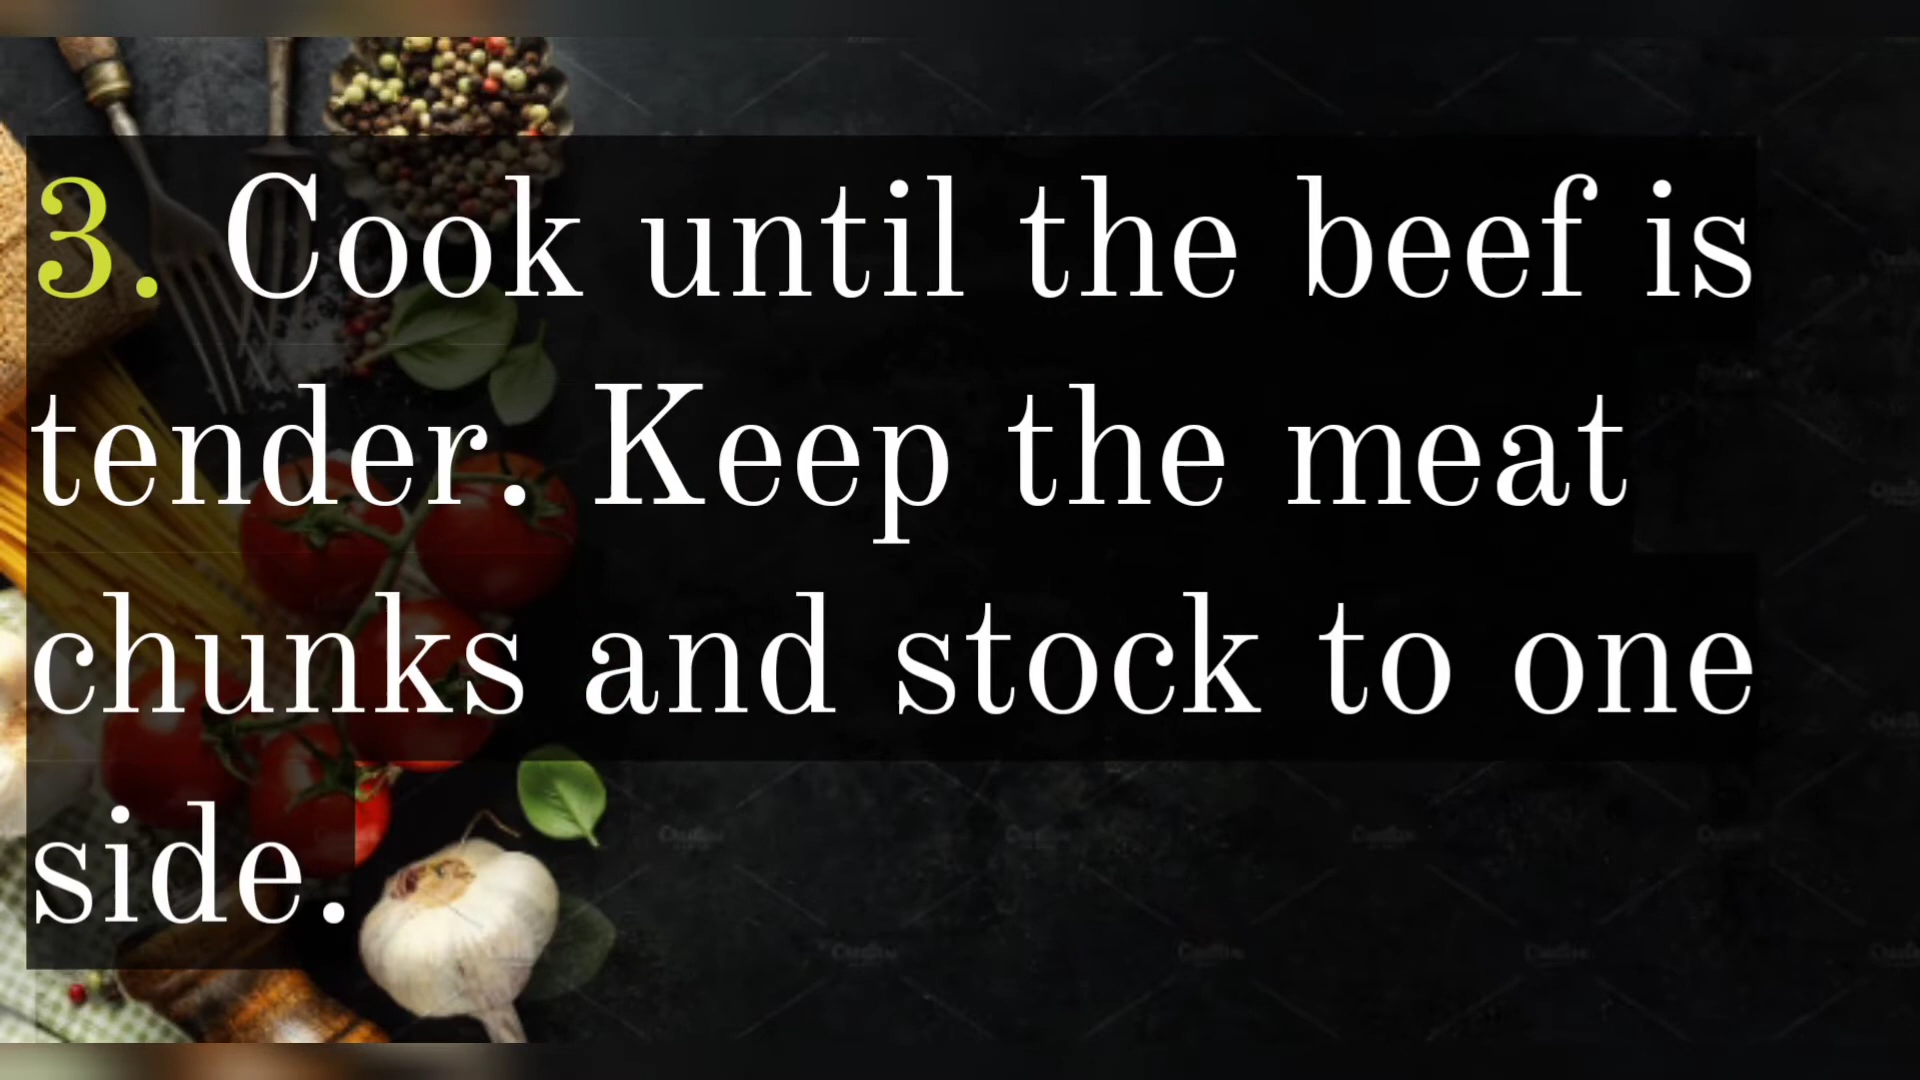 3. Cook until the beef is
tender. Keep the meat
chunks and stock to one
side.